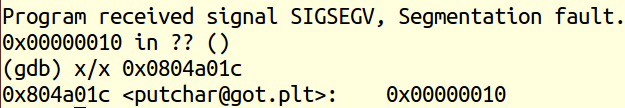 Program received signal SIGSEGV, Segmentation fault.
0x00000010 in ?? ()
(gdb) x/x 0x0804a01c
0x804a01c <putchar@got.plt>:	0x00000010